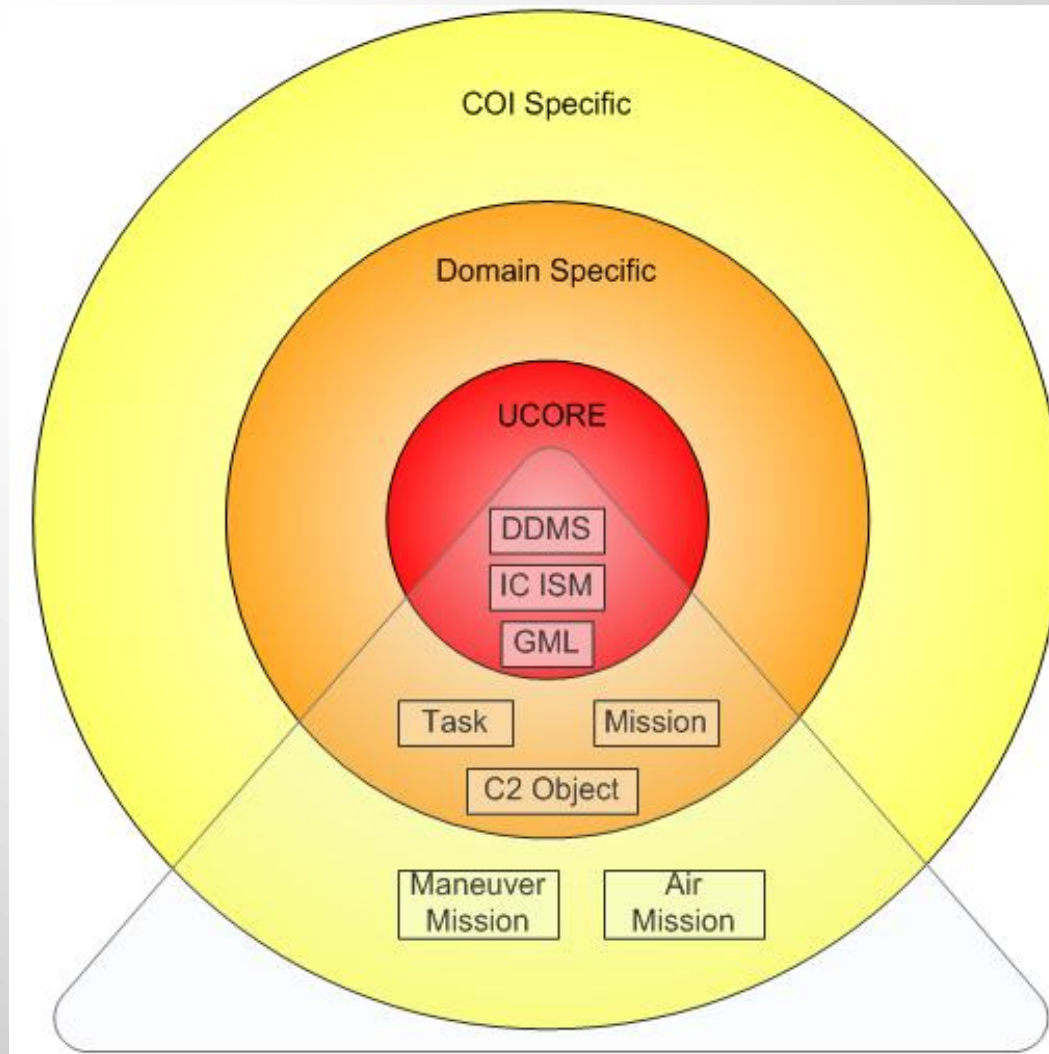 COI Specific
Domain Specific
UCORE
DDMS
IC ISM
GML
Task
Mission
C2 Object
Maneuver
Mission
Air
Mission